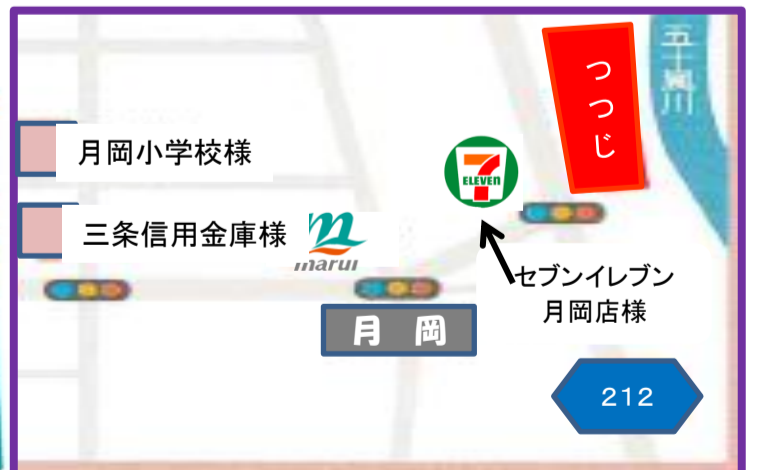 五十嵐川
つつじ
月岡小学校様
7
ELEVEN
三条信用金庫様
marui
セブンイレブン
月岡店様
月 岡
212